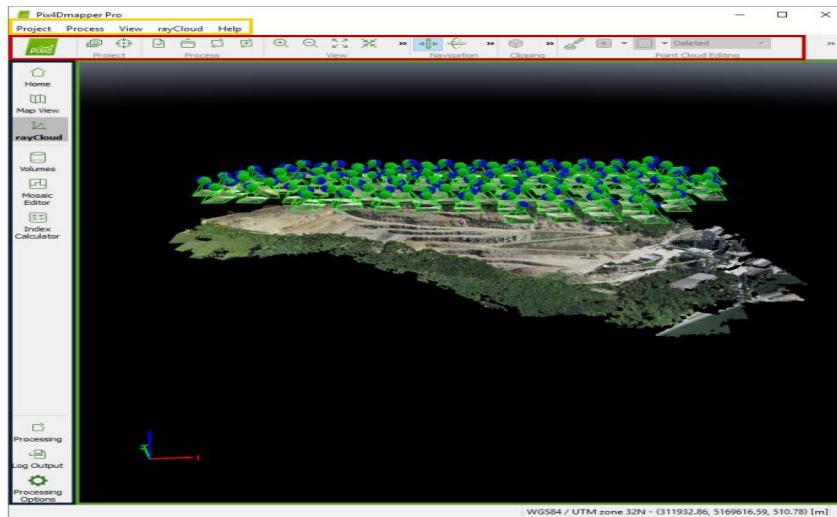 Pix4Dmapper Pro
Project Process View rayCloud Help
Project Process View Navigation Clipping Point Cloud Editing
Deleted
Home
Map View
rayCloud
Volumes
Mosaic
Editor
Index
Calculator
Processing
Log Output
Processing
Options
WGS84 / UTM zone 32N - (311932.86, 5169616.59, 510.78) [m]